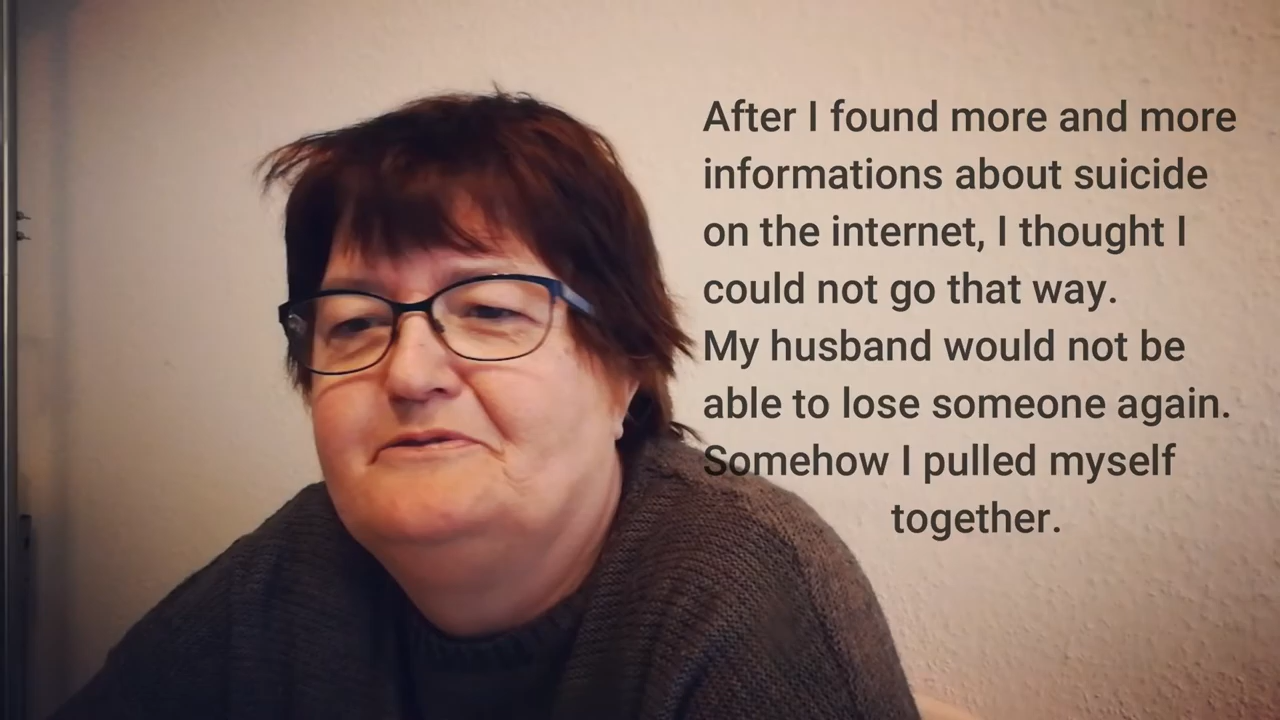 After I found more and more
informations about suicide
on the internet, I thought I
could not go that way.
My husband would not be
able to lose someone again.
Somehow I pulled myself
together.